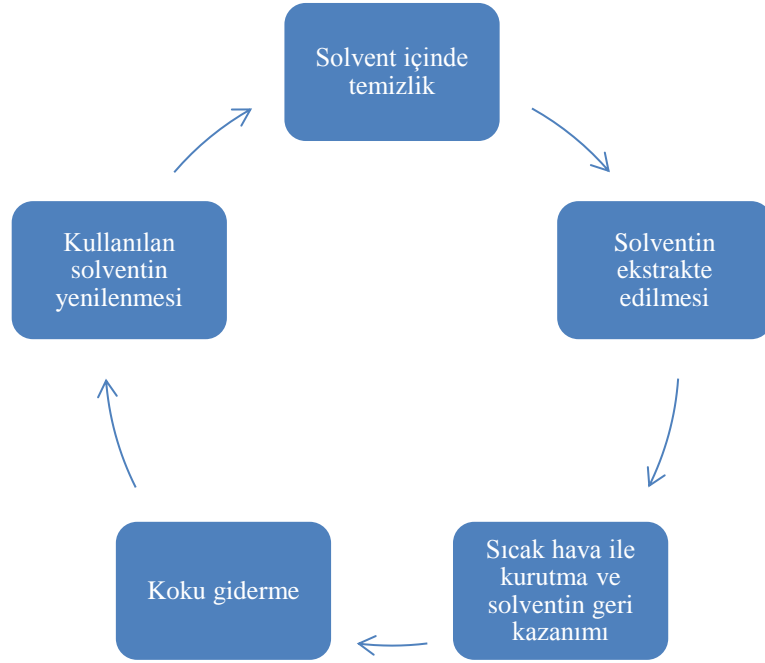 Solvent içinde
temizlik
Solventin
ekstrakte
edilmesi
Sıcak hava ile
kurutma ve
solventin geri
kazanımı
Koku giderme
Kullanılan
solventin
yenilenmesi